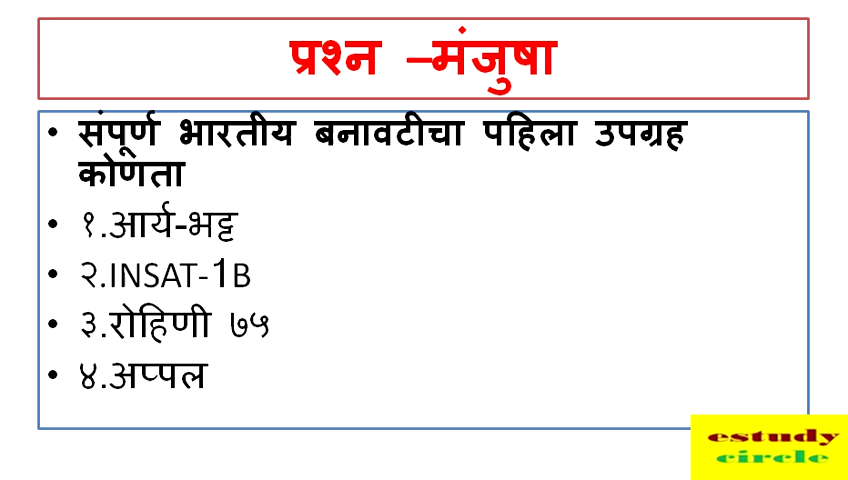 प्रश्न –मंजुषा
• संपूर्ण भारतीय बनावटीचा पहिला उपग्रह
कोणता
• १.आर्य-भट्ट
• २.INSAT-1B
• ३.रोहिणी ७५
• ४.अप्पल
estudy
circle